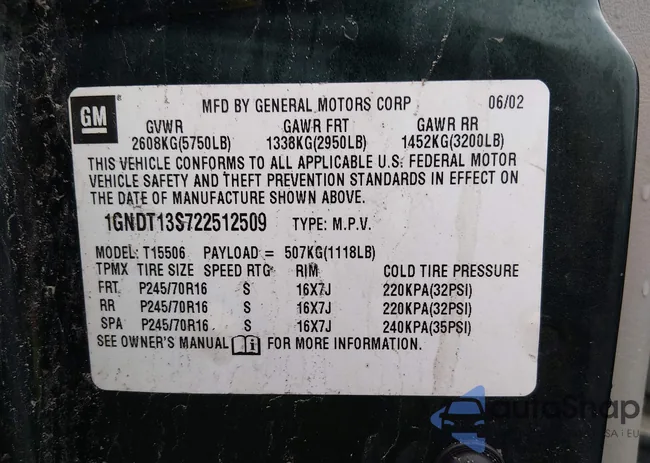 GM
MFD BY GENERAL MOTORS CORP 06/02
GVWR GAWR FRT GAWR RR
2608KG(5750LB) 1338KG(2950LB) 1452KG(3200LB)
THIS VEHICLE CONFORMS TO ALL APPLICABLE U.S. FEDERAL MOTOR
VEHICLE SAFETY AND THEFT PREVENTION STANDARDS IN EFFECT ON
THE DATE OF MANUFACTURE SHOWN ABOVE.
1GNDT13S722512509 TYPE: M.P.V.
MODEL: T15506 PAYLOAD = 507KG(1118LB)
TPMX TIRE SIZE SPEED RTG RIM COLD TIRE PRESSURE
FRT P245/70R16 S 16X7J 220KPA(32PSI)
RR P245/70R16 S 16X7J 220KPA(32PSI)
SPA P245/70R16 S 16X7J 240KPA(35PSI)
SEE OWNER'S MANUAL FOR MORE INFORMATION.
autoShap
USA : EU